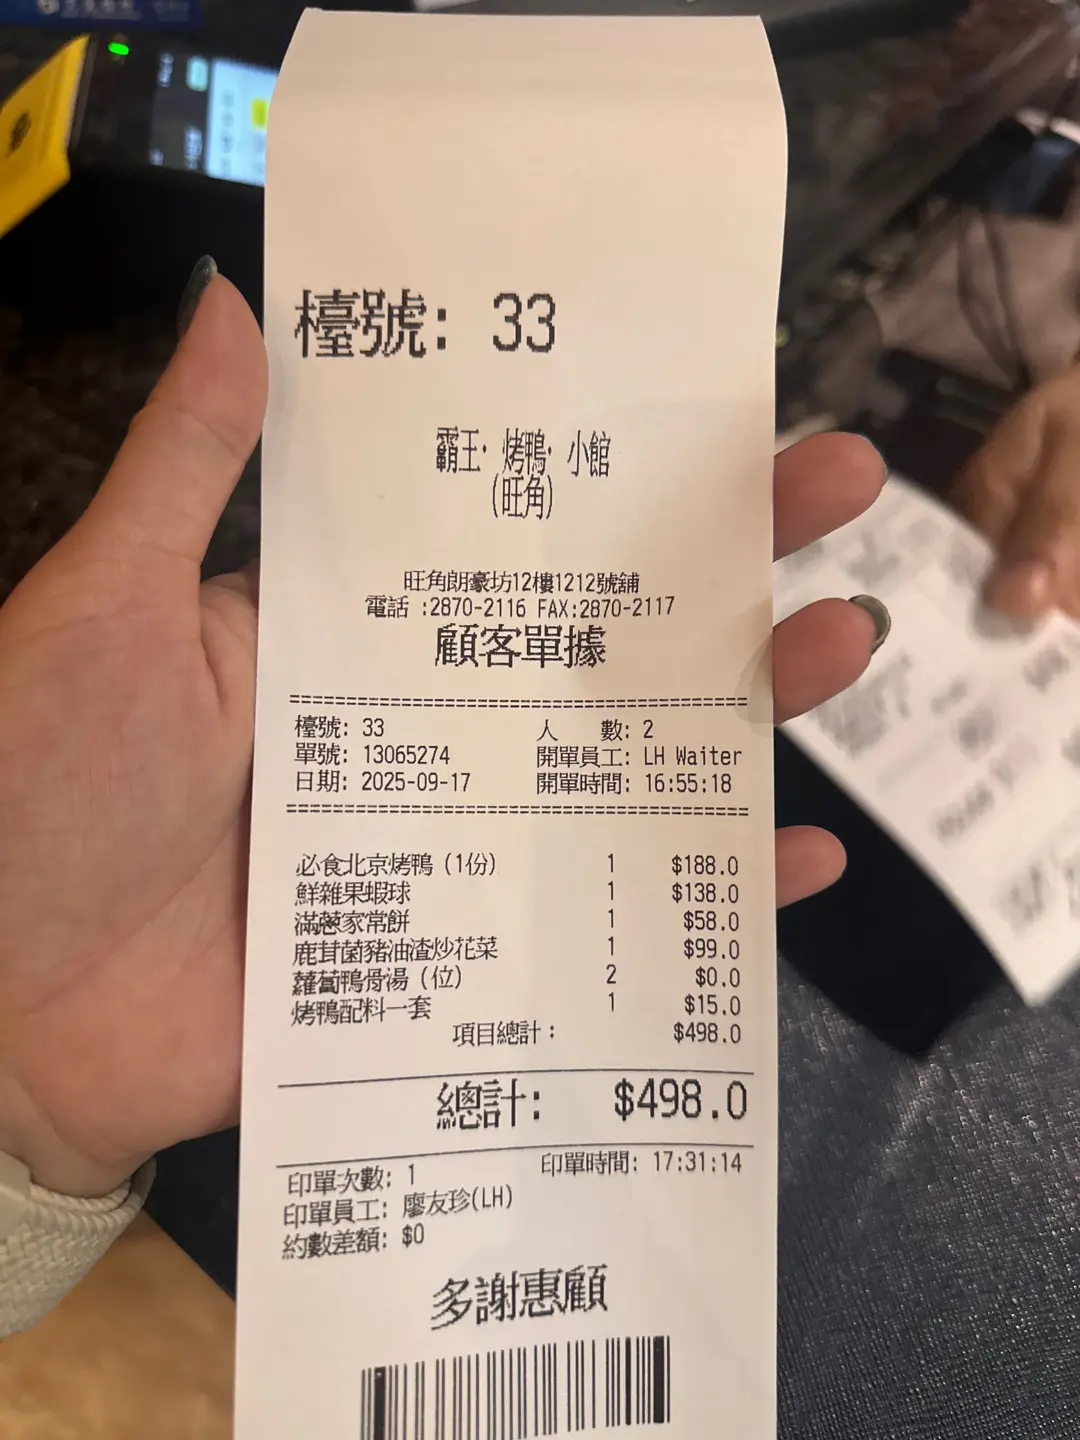 檯號: 33
霸王· 烤鴨· 小館
(旺角)
旺角朗豪坊12樓1212號舖
電話 :2870-2116 FAX:2870-2117
顧客單據
檯號: 33 人 數: 2
單號: 13065274 開單員工: LH Waiter
日期: 2025-09-17 開單時間: 16:55:18
必食北京烤鴨 (1份) 1 $188.0
鮮雜果蝦球 1 $138.0
滿蔥家常餅 1 $58.0
鹿茸菌豬油渣炒花菜 1 $99.0
蘿蔔鴨骨湯 (位) 2 $0.0
烤鴨配料一套 1 $15.0
項目總計: $498.0
總計: $498.0
印單次數: 1 印單時間: 17:31:14
印單員工: 廖友珍(LH)
約數差額: $0
多謝惠顧